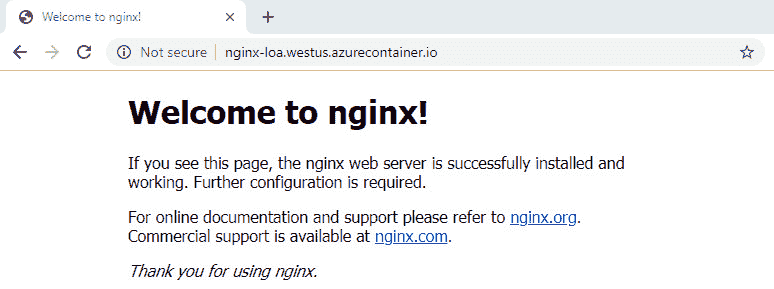 Welcome to nginx!
Not secure
nginx-loa.westus.azurecontainer.io
Welcome to nginx!
If you see this page, the nginx web server is successfully installed and
working. Further configuration is required.
For online documentation and support please refer to nginx.org.
Commercial support is available at nginx.com.
Thank you for using nginx.